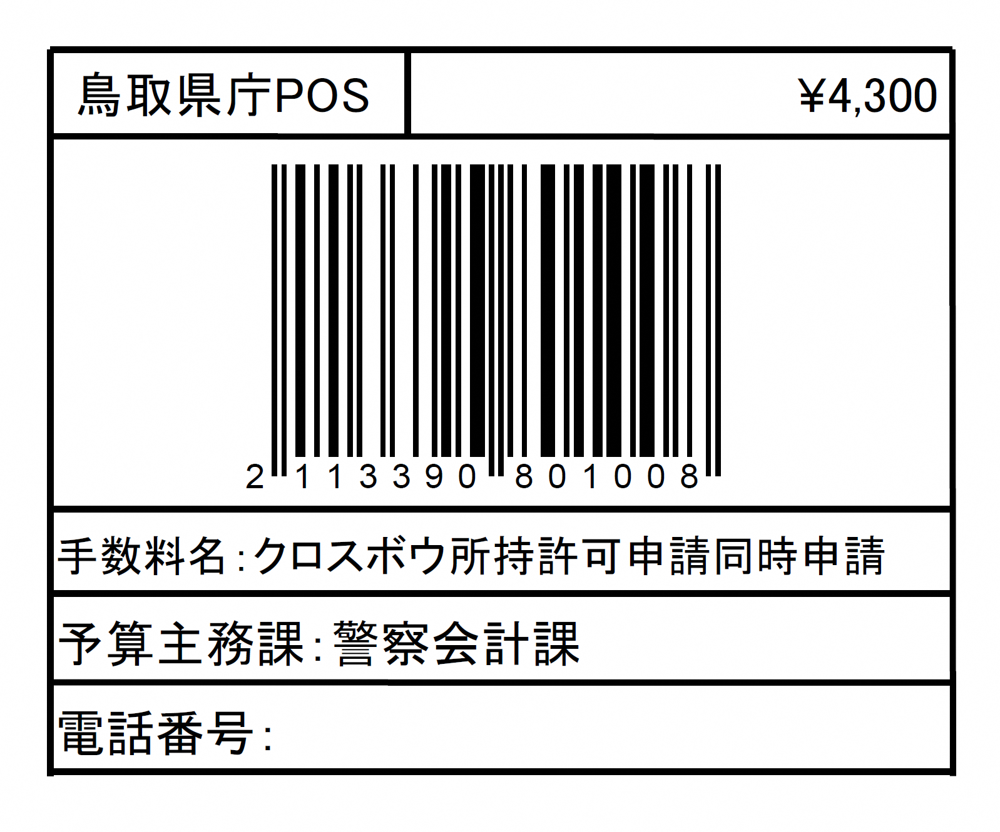 鳥取県庁POS
¥4,300
2 113390 801008
手数料名:クロスボウ所持許可申請同時申請
予算主務課:警察会計課
電話番号: